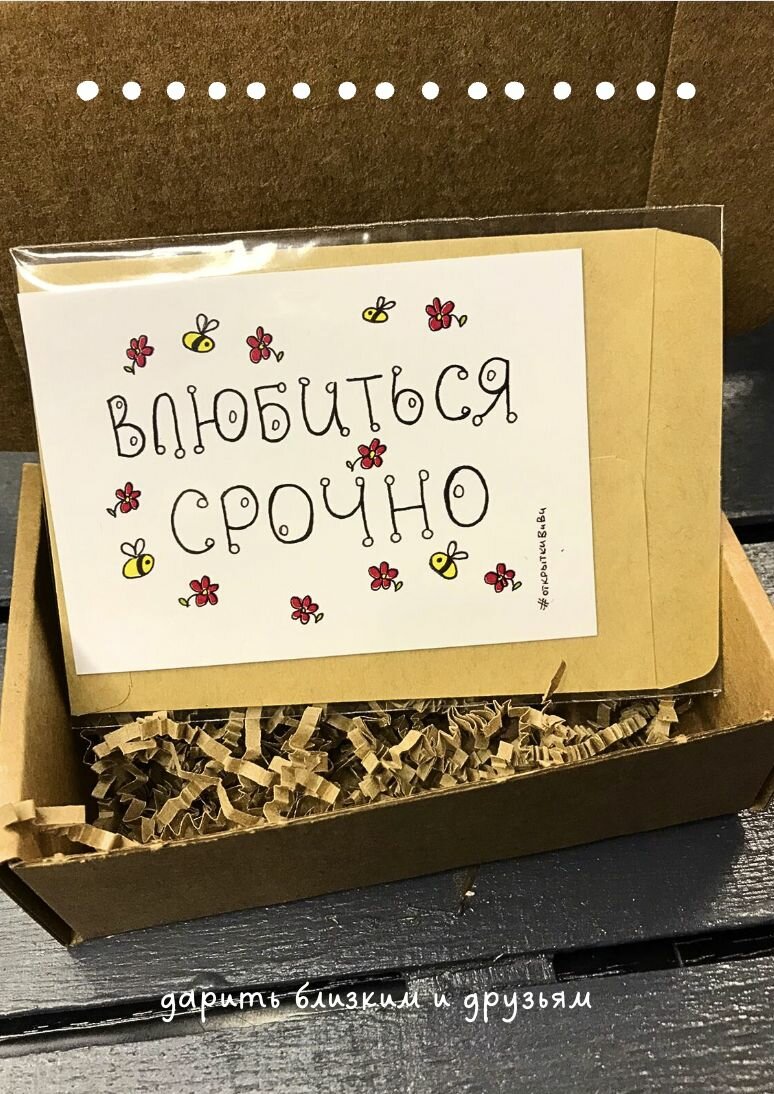 ВЛЮБИТЬСЯ
СРОЧНО
#открыткиВиВи
дарить близким и друзьям